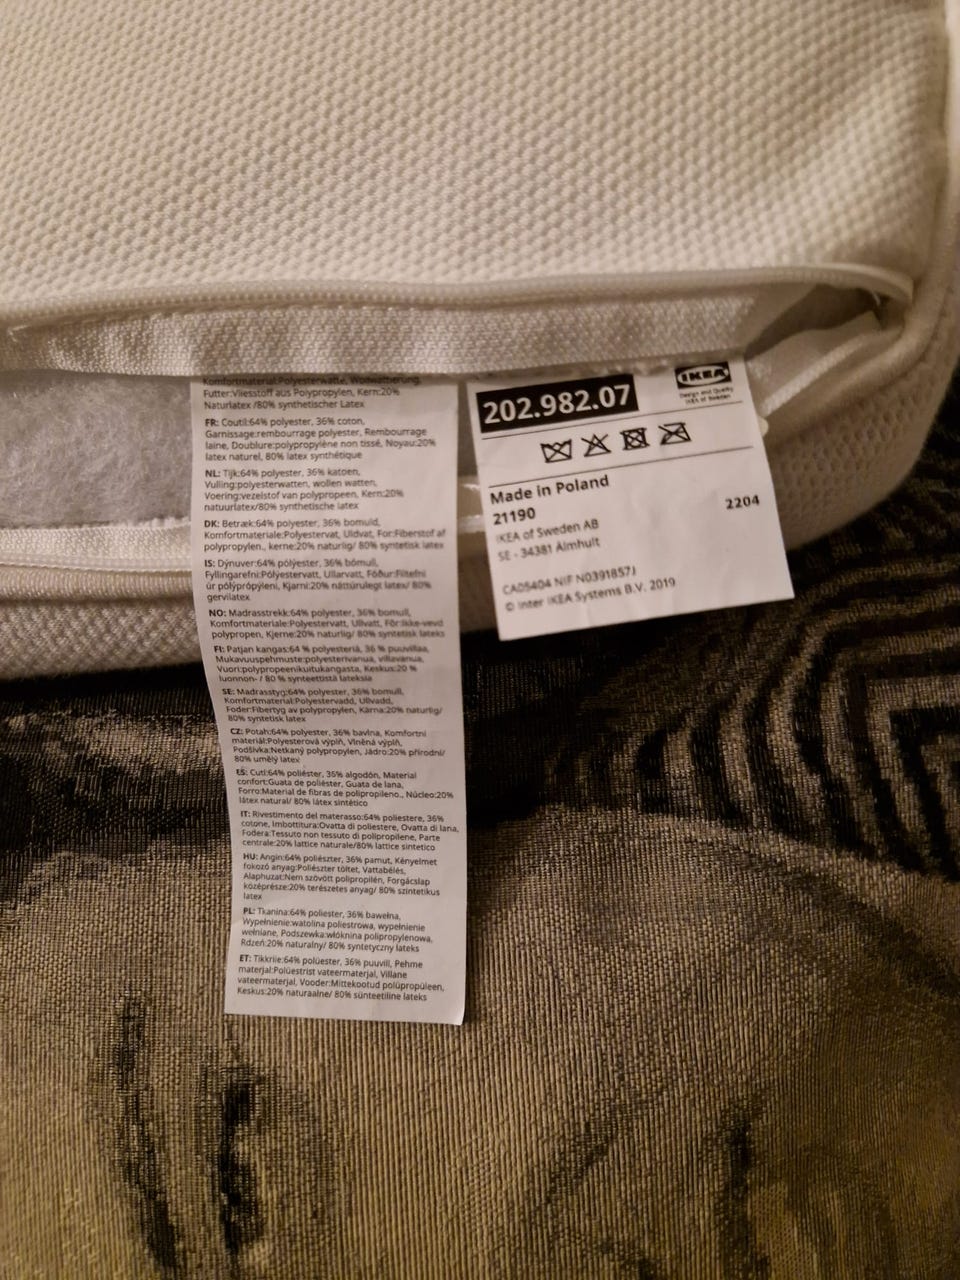 Komfortmaterial:Polyesterwatte, Wollwattierung,
Futter:Vliesstoff aus Polypropylen, Kern:20%
Naturlatex /80% synthetischer Latex
FR: Coutil:64% polyester, 36% coton,
Garnissage:rembourrage polyester, Rembourrage
laine, Doublure:polypropylène non tissé, Noyau:20%
latex naturel, 80% latex synthétique
NL: Tijk:64% polyester, 36% katoen,
Vulling:polyesterwatten, wollen watten,
Voering:vezelstof van polypropeen, Kern:20%
natuurlatex/80% synthetische latex
DK: Betræk:64% polyester, 36% bomuld,
Komfortmateriale:Polyestervat, Uldvat, For:Fiberstof af
polypropylen., kerne:20% naturlig/ 80% syntetisk latex
IS: Dýnuver:64% pólýester, 36% bómull,
Fyllingarefni:Pólýestervatt, Ullarvatt, Fóður:Filtefni
úr pólýprópýleni, Kjarni:20% náttúrulegt latex/ 80%
gervilatex
NO: Madrasstrekk:64% polyester, 36% bomull,
Komfortmateriale:Polyestervatt, Ullvatt, Fôr:Ikke-vevd
polypropen, Kjerne:20% naturlig/ 80% syntetisk lateks
FI: Patjan kangas:64 % polyesteriä, 36 % puuvillaa,
Mukavuuspehmuste:polyesterivanua, villavanua,
Vuori:polypropeenikuitukangasta, Keskus:20 %
luonnon- / 80 % synteettistä lateksia
SE: Madrasstyg:64% polyester, 36% bomull,
Komfortmaterial:Polyestervadd, Ullvadd,
Foder:Fibertyg av polypropylen, Kärna:20% naturlig/
80% syntetisk latex
CZ: Potah:64% polyester, 36% bavlna, Komfortní
materiál:Polyesterová výplň, Vlněná výplň,
Podšívka:Netkaný polypropylen, Jádro:20% přírodní/
80% umělý latex
ES: Cutí:64% poliéster, 36% algodón, Material
confort:Guata de poliéster, Guata de lana,
Forro:Material de fibras de polipropileno., Núcleo:20%
látex natural/ 80% látex sintético
IT: Rivestimento del materasso:64% poliestere, 36%
cotone, Imbottitura:Ovatta di poliestere, Ovatta di lana,
Fodera:Tessuto non tessuto di polipropilene, Parte
centrale:20% lattice naturale/80% lattice sintetico
HU: Angin:64% poliészter, 36% pamut, Kényelmet
fokozó anyag:Poliészter töltet, Vattabélés,
Alaphuzat:Nem szövött polipropilén, Forgácslap
középrésze:20% terészetes anyag/ 80% szintetikus
latex
PL: Tkanina:64% poliester, 36% bawełna,
Wypełnienie:watolina poliestrowa, wypełnienie
wełniane, Podszewka:włóknina polipropylenowa,
Rdzeń:20% naturalny/ 80% syntetyczny lateks
ET: Tikkriie:64% polüester, 36% puuvill, Pehme
materjal:Polüestrist vateermaterjal, Villane
vateermaterjal, Vooder:Mittekootud polüpropüleen,
Keskus:20% naturaalne/ 80% sünteetiline lateks
202.982.07
IKEA
Design and Quality
IKEA of Sweden
Made in Poland
21190
2204
IKEA of Sweden AB
SE - 34381 Älmhult
CA05404 NIF N0391857J
© Inter IKEA Systems B.V. 2019